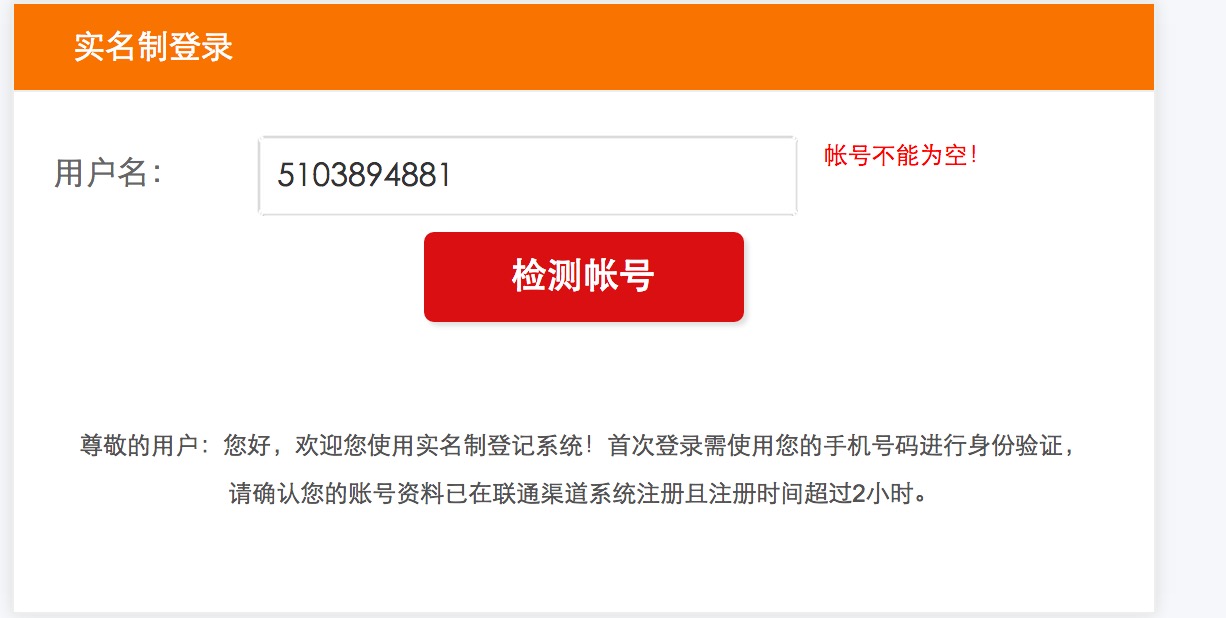 实名制登录
用户名：
5103894881
帐号不能为空！
检测帐号
尊敬的用户：您好，欢迎您使用实名制登记系统！首次登录需使用您的手机号码进行身份验证，
请确认您的账号资料已在联通渠道系统注册且注册时间超过2小时。